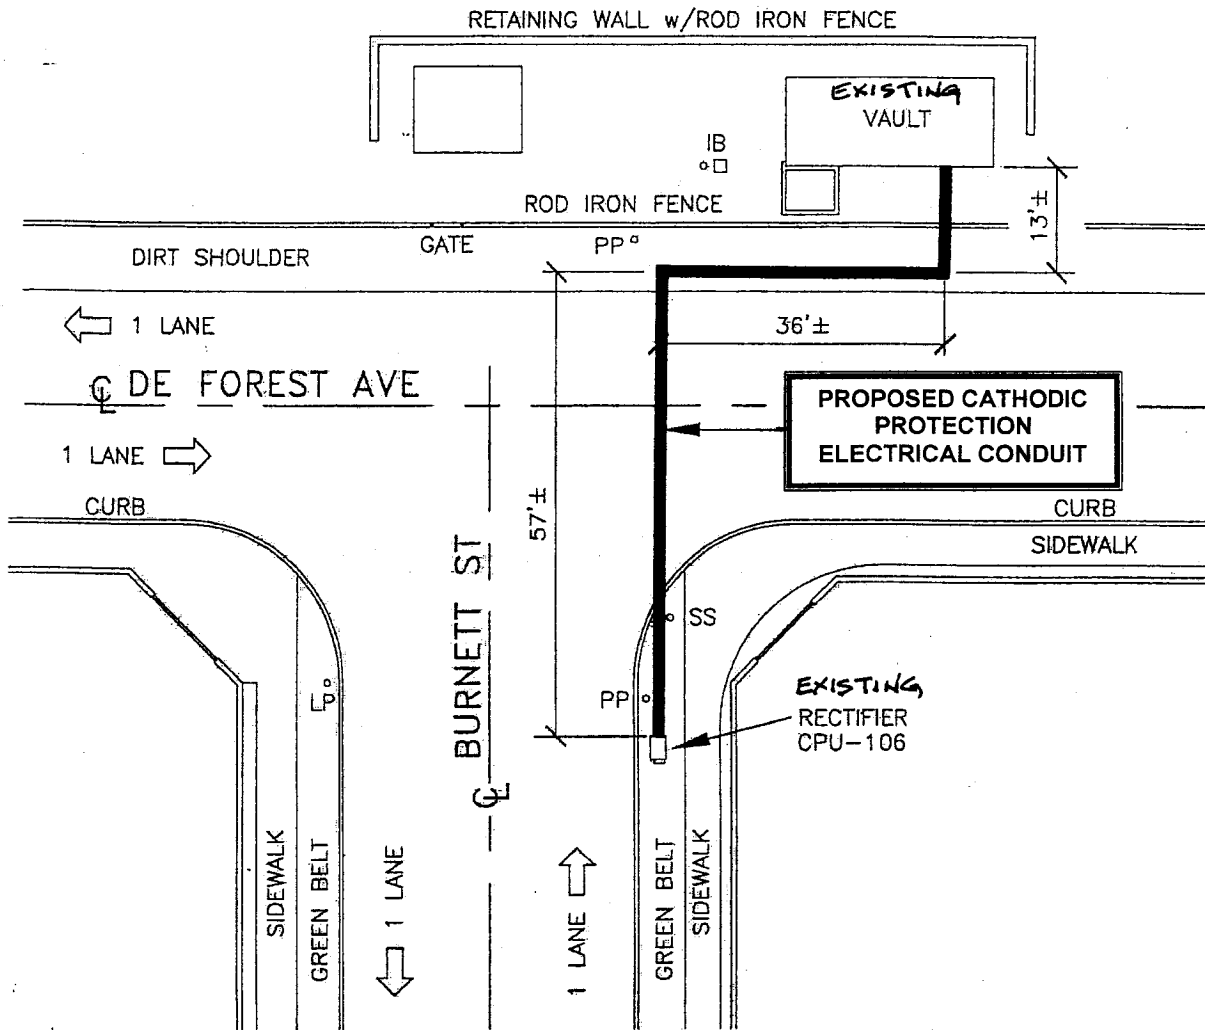 RETAINING WALL w/ROD IRON FENCE
EXISTING
VAULT
IB
ROD IRON FENCE
13'±
GATE
PP
DIRT SHOULDER
1 LANE
36'±
℄ DE FOREST AVE
PROPOSED CATHODIC
PROTECTION
ELECTRICAL CONDUIT
1 LANE
57'±
CURB
CURB
SIDEWALK
BURNETT ST
SS
PP
LP
EXISTING
RECTIFIER
CPU-106
℄
SIDEWALK
GREEN BELT
1 LANE
1 LANE
GREEN BELT
SIDEWALK